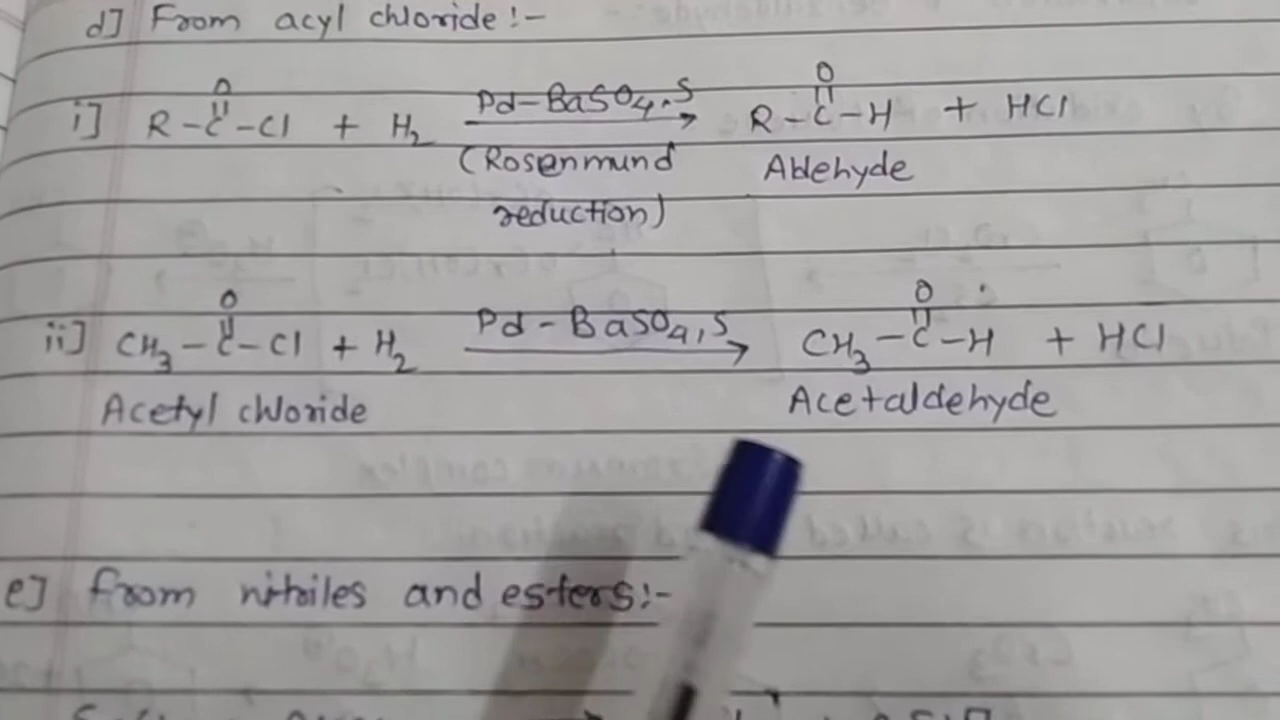 d] From acyl chloride :-
O O
i] R-C-Cl + H2 Pd-BaSO4,S R-C-H + HCl
(Rosenmund Aldehyde
reduction)
O O
ii] CH3-C-Cl + H2 Pd-BaSO4,S CH3-C-H + HCl
Acetyl chloride Acetaldehyde
e] From nitriles and esters:-